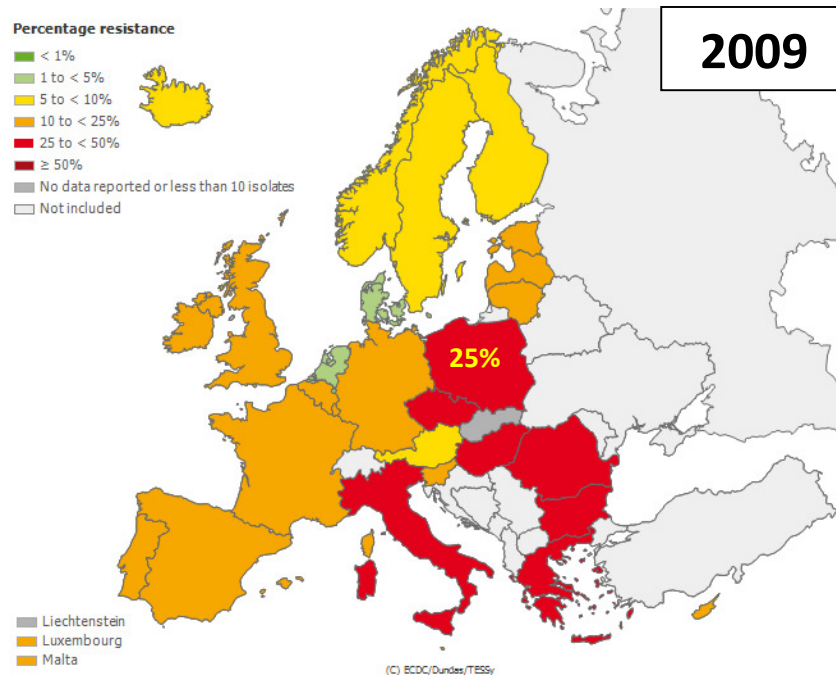 Percentage resistance
< 1%
1 to < 5%
5 to < 10%
10 to < 25%
25 to < 50%
≥ 50%
No data reported or less than 10 isolates
Not included
2009
25%
Liechtenstein
Luxembourg
Malta
(C) ECDC/Dundas/TESSy